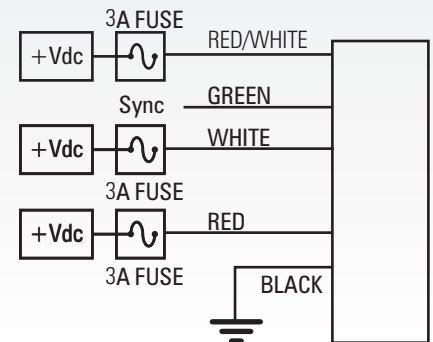 3A FUSE
+Vdc
RED/WHITE
Sync
GREEN
+Vdc
WHITE
3A FUSE
+Vdc
RED
3A FUSE
BLACK